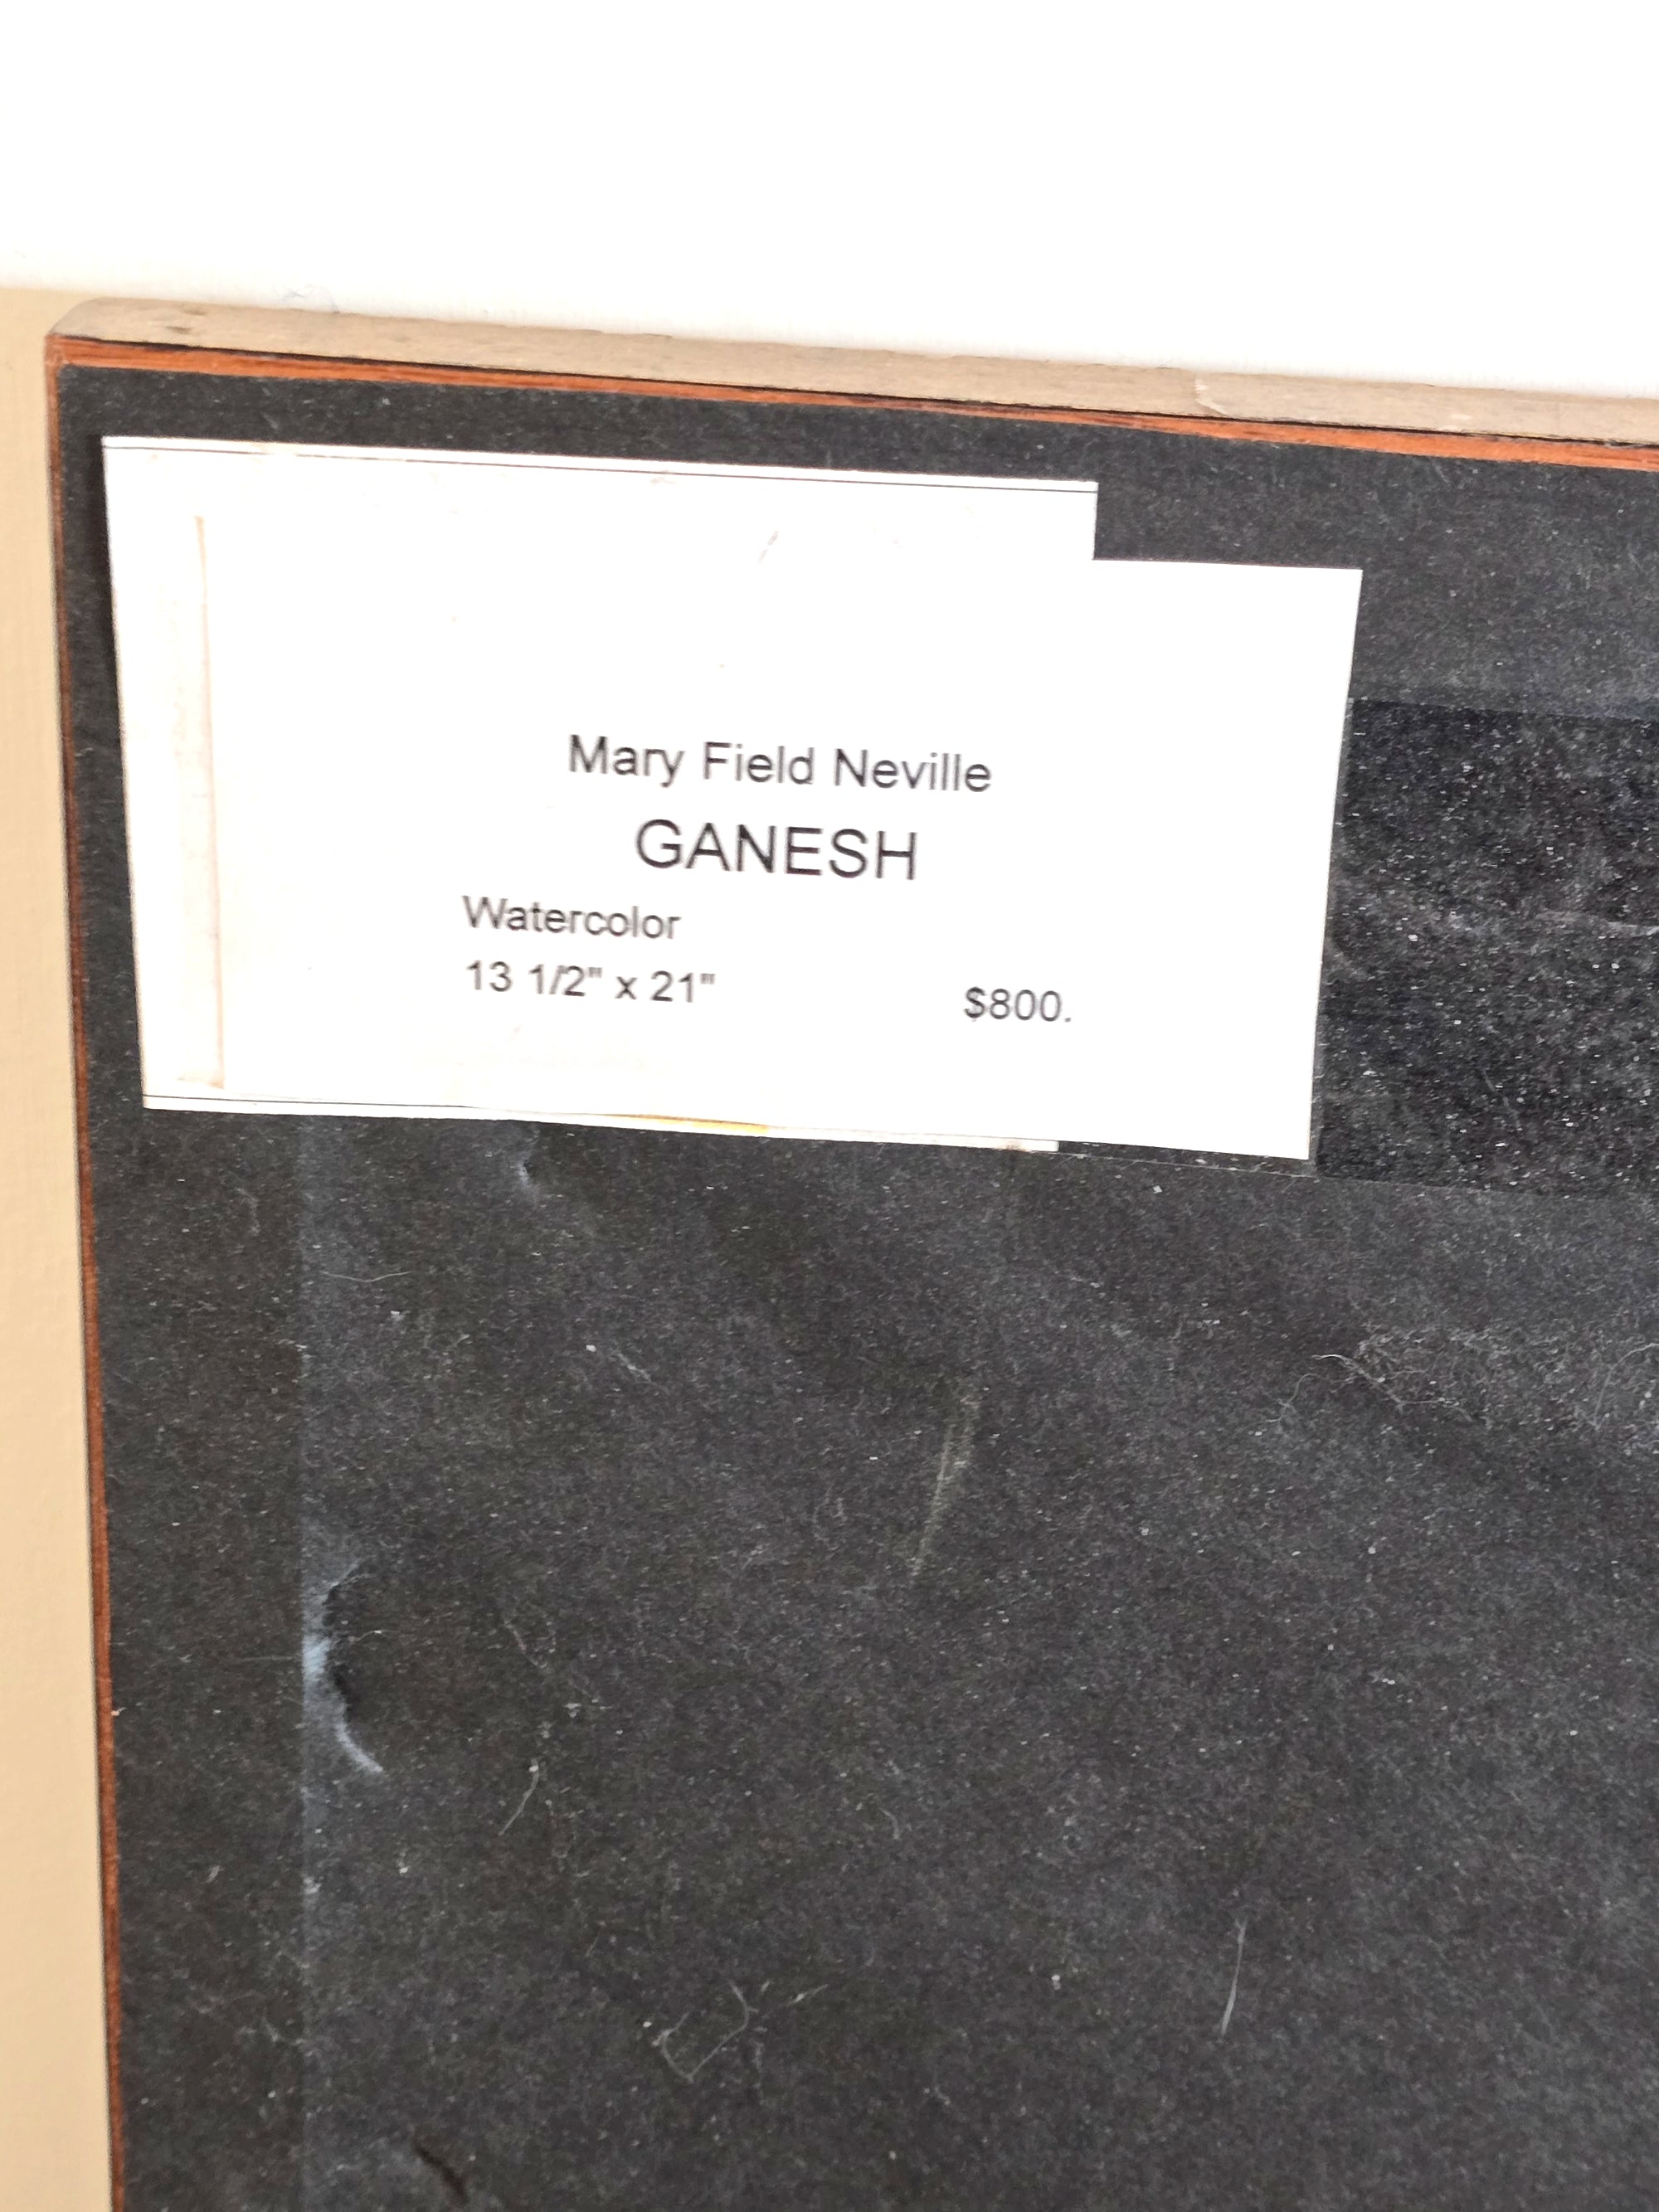 Mary Field Neville
GANESH
Watercolor
13 1/2" x 21" $800.